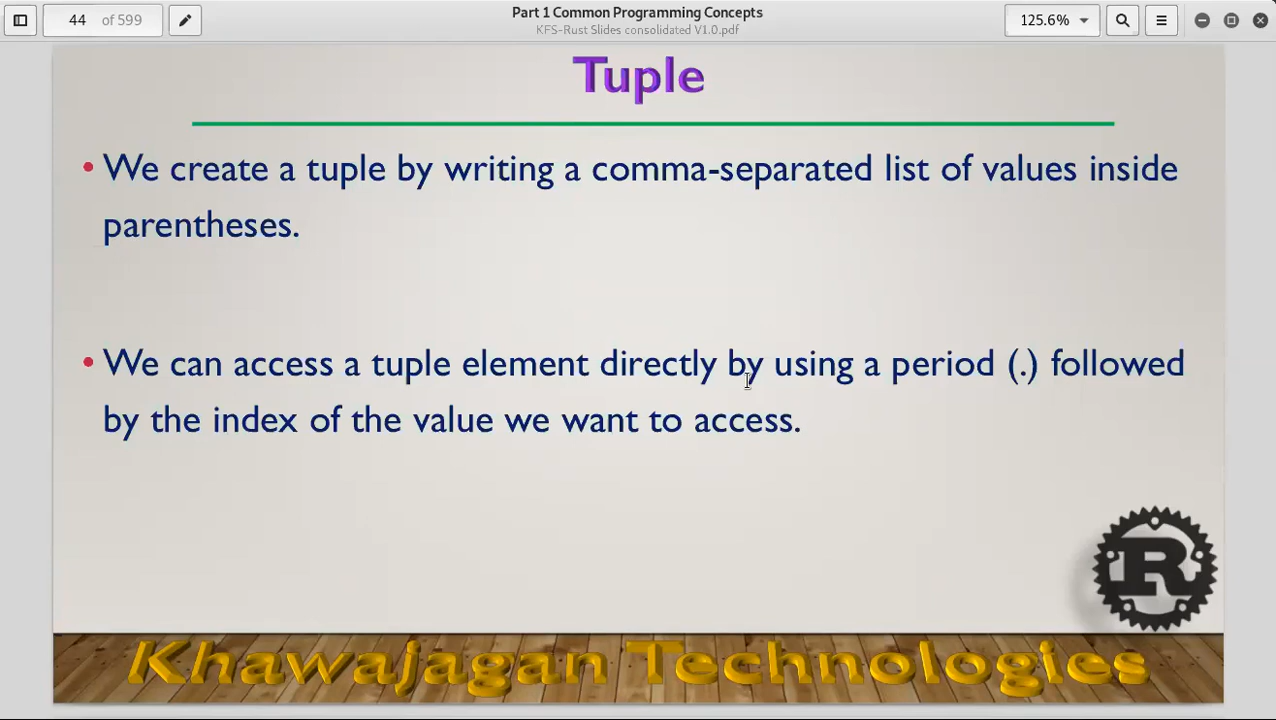 Part 1 Common Programming Concepts
44 of 599
KFS-Rust Slides consolidated V1.0.pdf
125.6%
Tuple
• We create a tuple by writing a comma-separated list of values inside
parentheses.
• We can access a tuple element directly by using a period (.) followed
by the index of the value we want to access.
R
Khawajagan Technologies